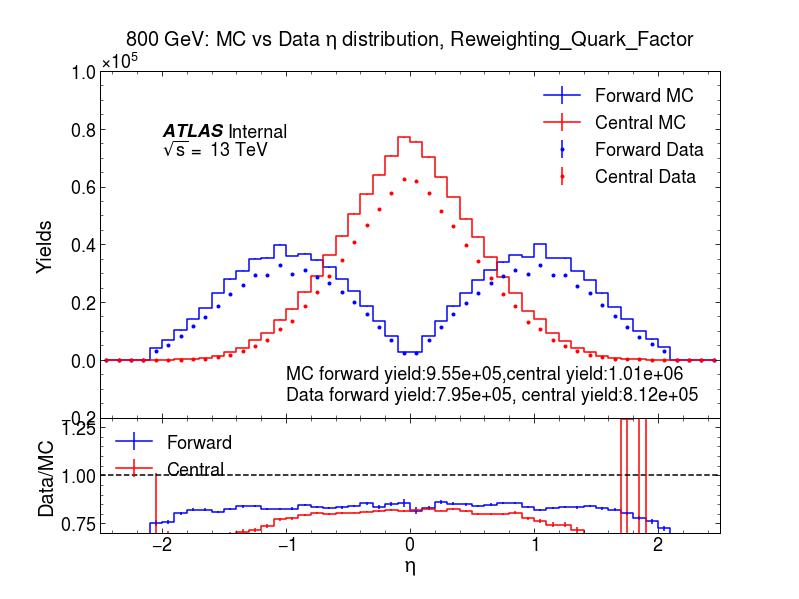 800 GeV: MC vs Data η distribution, Reweighting_Quark_Factor
×10⁵
1.0
0.8
0.6
0.4
0.2
0.0
0.2
Yields
ATLAS Internal
√s = 13 TeV
Forward MC
Central MC
Forward Data
Central Data
MC forward yield:9.55e+05,central yield:1.01e+06
Data forward yield:7.95e+05, central yield:8.12e+05
1.25
1.00
0.75
Data/MC
Forward
Central
−2 −1 0 1 2
η